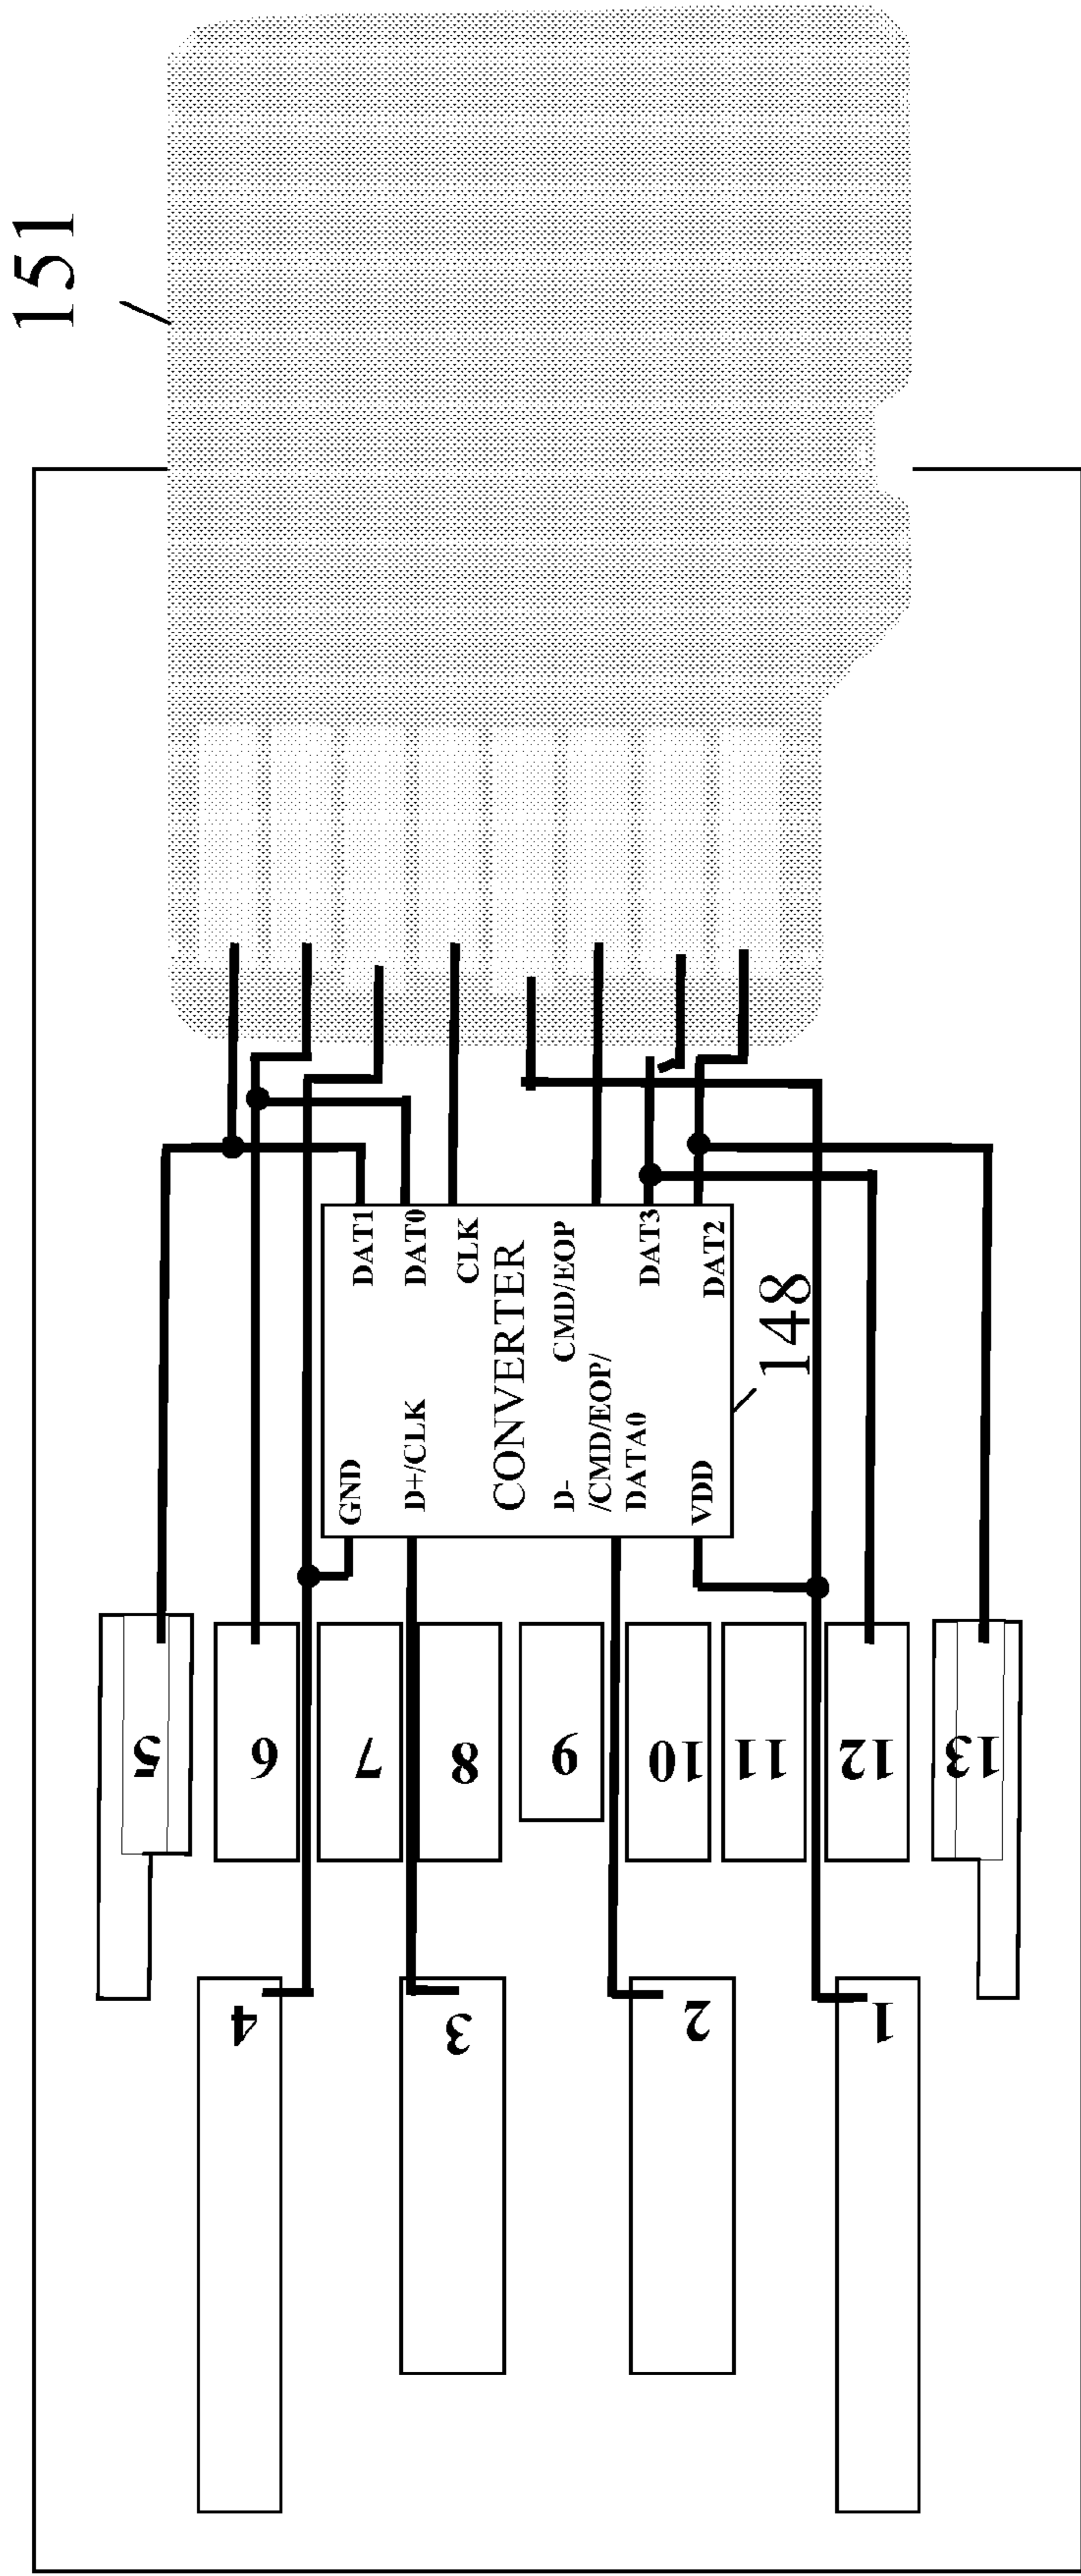 151
DAT1
DAT0
CLK
CMD/EOP
DAT3
DAT2
CONVERTER
GND
D+/CLK
D-
/CMD/EOP/
DATA0
VDD
148
5
6
7
8
9
10
11
12
13
4
3
2
1